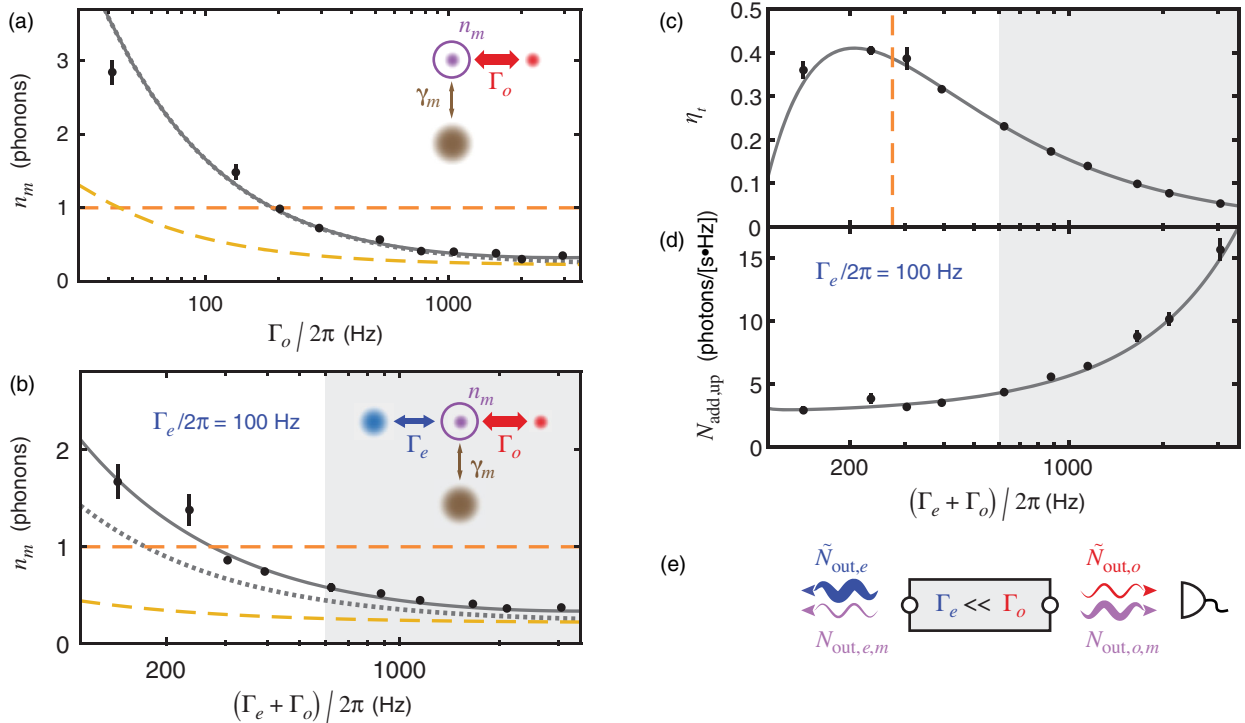 (a)
3
2
1
0
n_m (phonons)
n_m
Γ_o
γ_m
100
1000
Γ_o / 2π (Hz)
(b)
2
1
0
n_m (phonons)
Γ_e/2π = 100 Hz
n_m
Γ_e
Γ_o
γ_m
200
1000
(Γ_e + Γ_o) / 2π (Hz)
(c)
0.5
0.4
0.3
0.2
0.1
0
η_t
(d)
15
10
5
0
N_add,up (photons/[s•Hz])
Γ_e/2π = 100 Hz
200
1000
(Γ_e + Γ_o) / 2π (Hz)
(e)
Ñ_out,e
Ñ_out,o
Γ_e << Γ_o
N_out,e,m
N_out,o,m